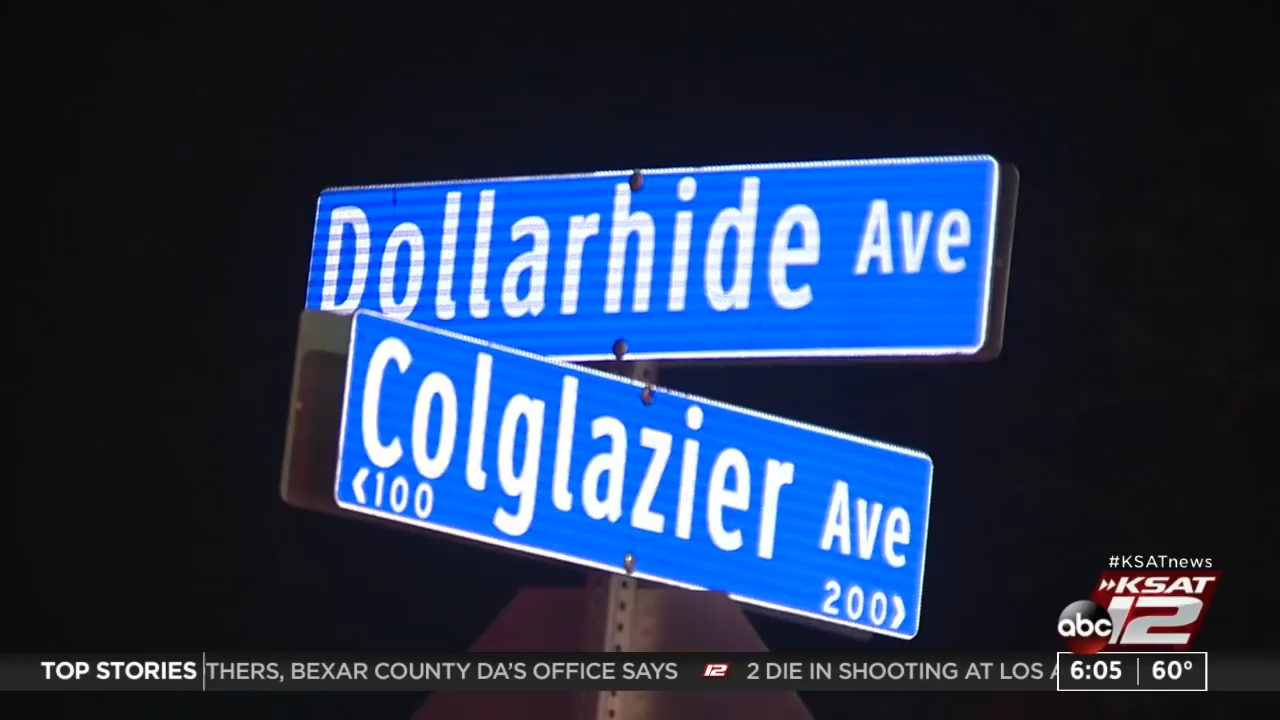 Dollarhide Ave
Colglazier Ave
<100
200>
#KSATnews
KSAT
abc 12
TOP STORIES THERS, BEXAR COUNTY DA'S OFFICE SAYS 12 2 DIE IN SHOOTING AT LOS 6:05 60°